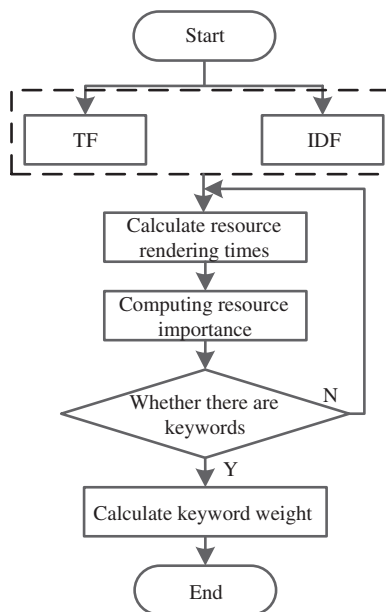 Start
TF
IDF
Calculate resource
rendering times
Computing resource
importance
Whether there are
keywords
N
Y
Calculate keyword weight
End